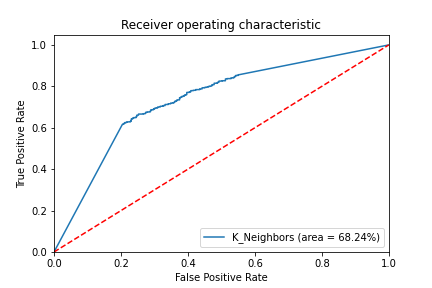 Receiver operating characteristic
True Positive Rate
1.0
0.8
0.6
0.4
0.2
0.0
K_Neighbors (area = 68.24%)
0.0 0.2 0.4 0.6 0.8 1.0
False Positive Rate